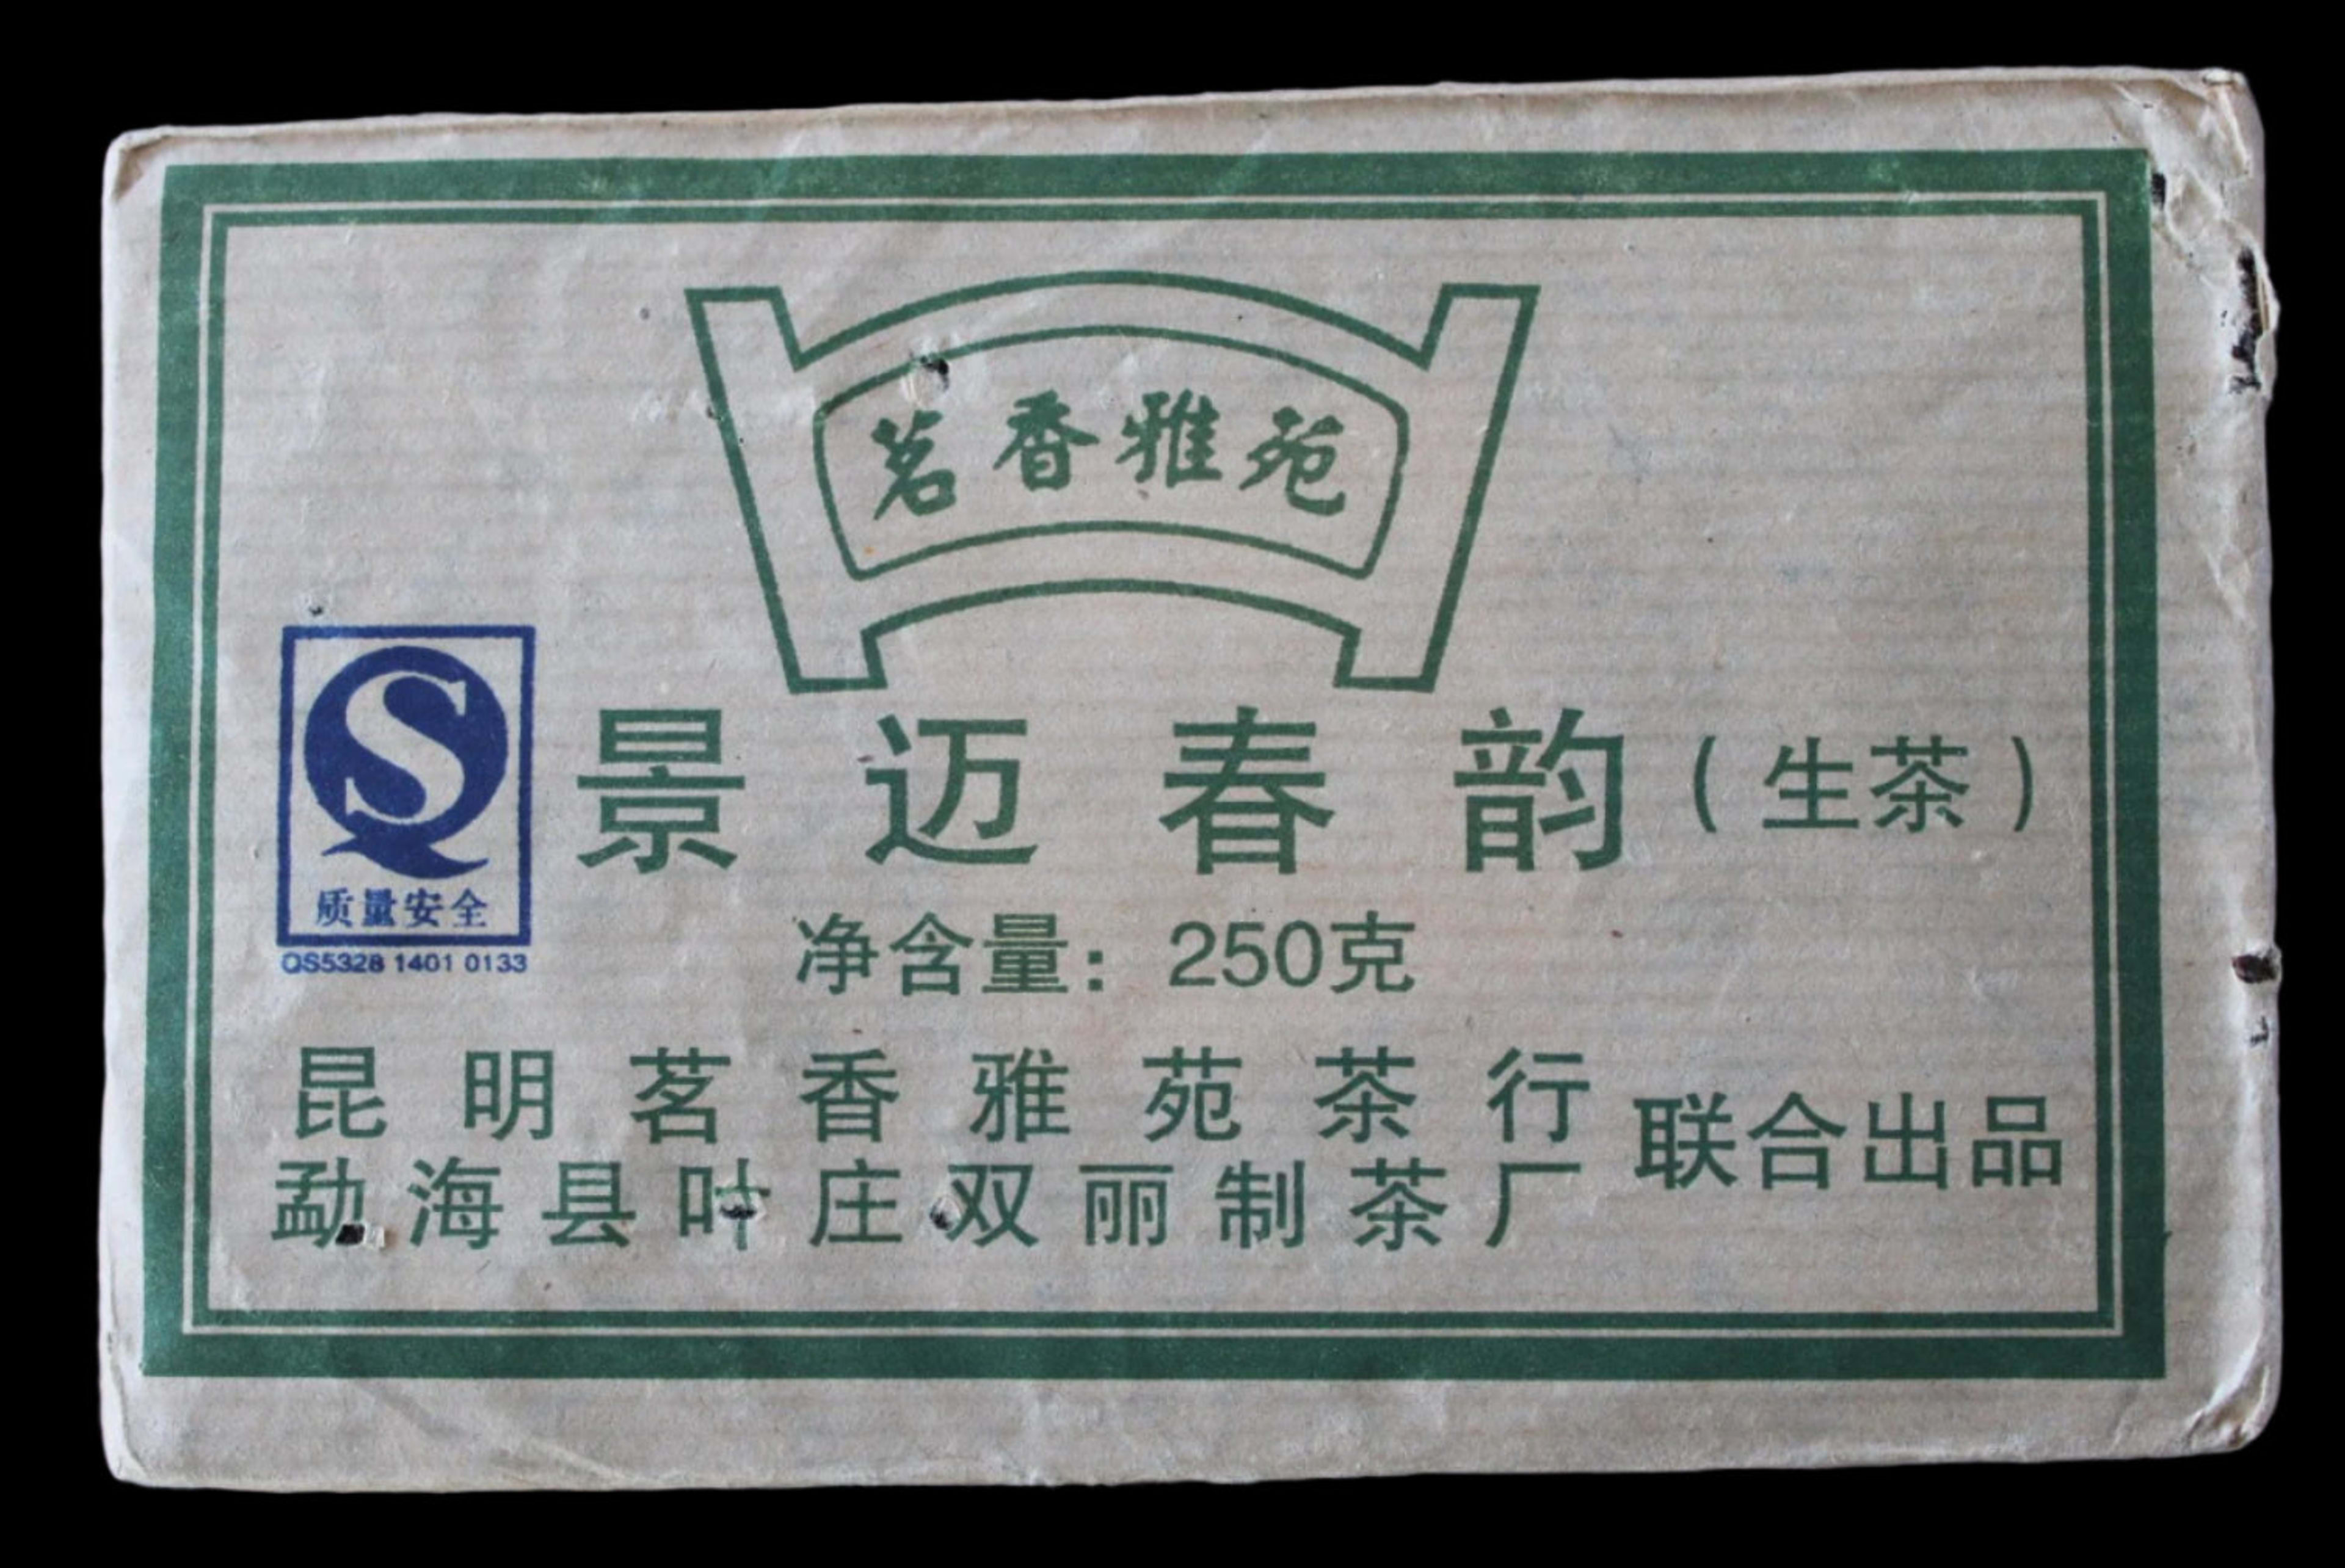 茗香雅苑
景迈春韵（生茶）
质量安全
QS5328 1401 0133
净含量：250克
昆明茗香雅苑茶行
勐海县叶庄双丽制茶厂
联合出品